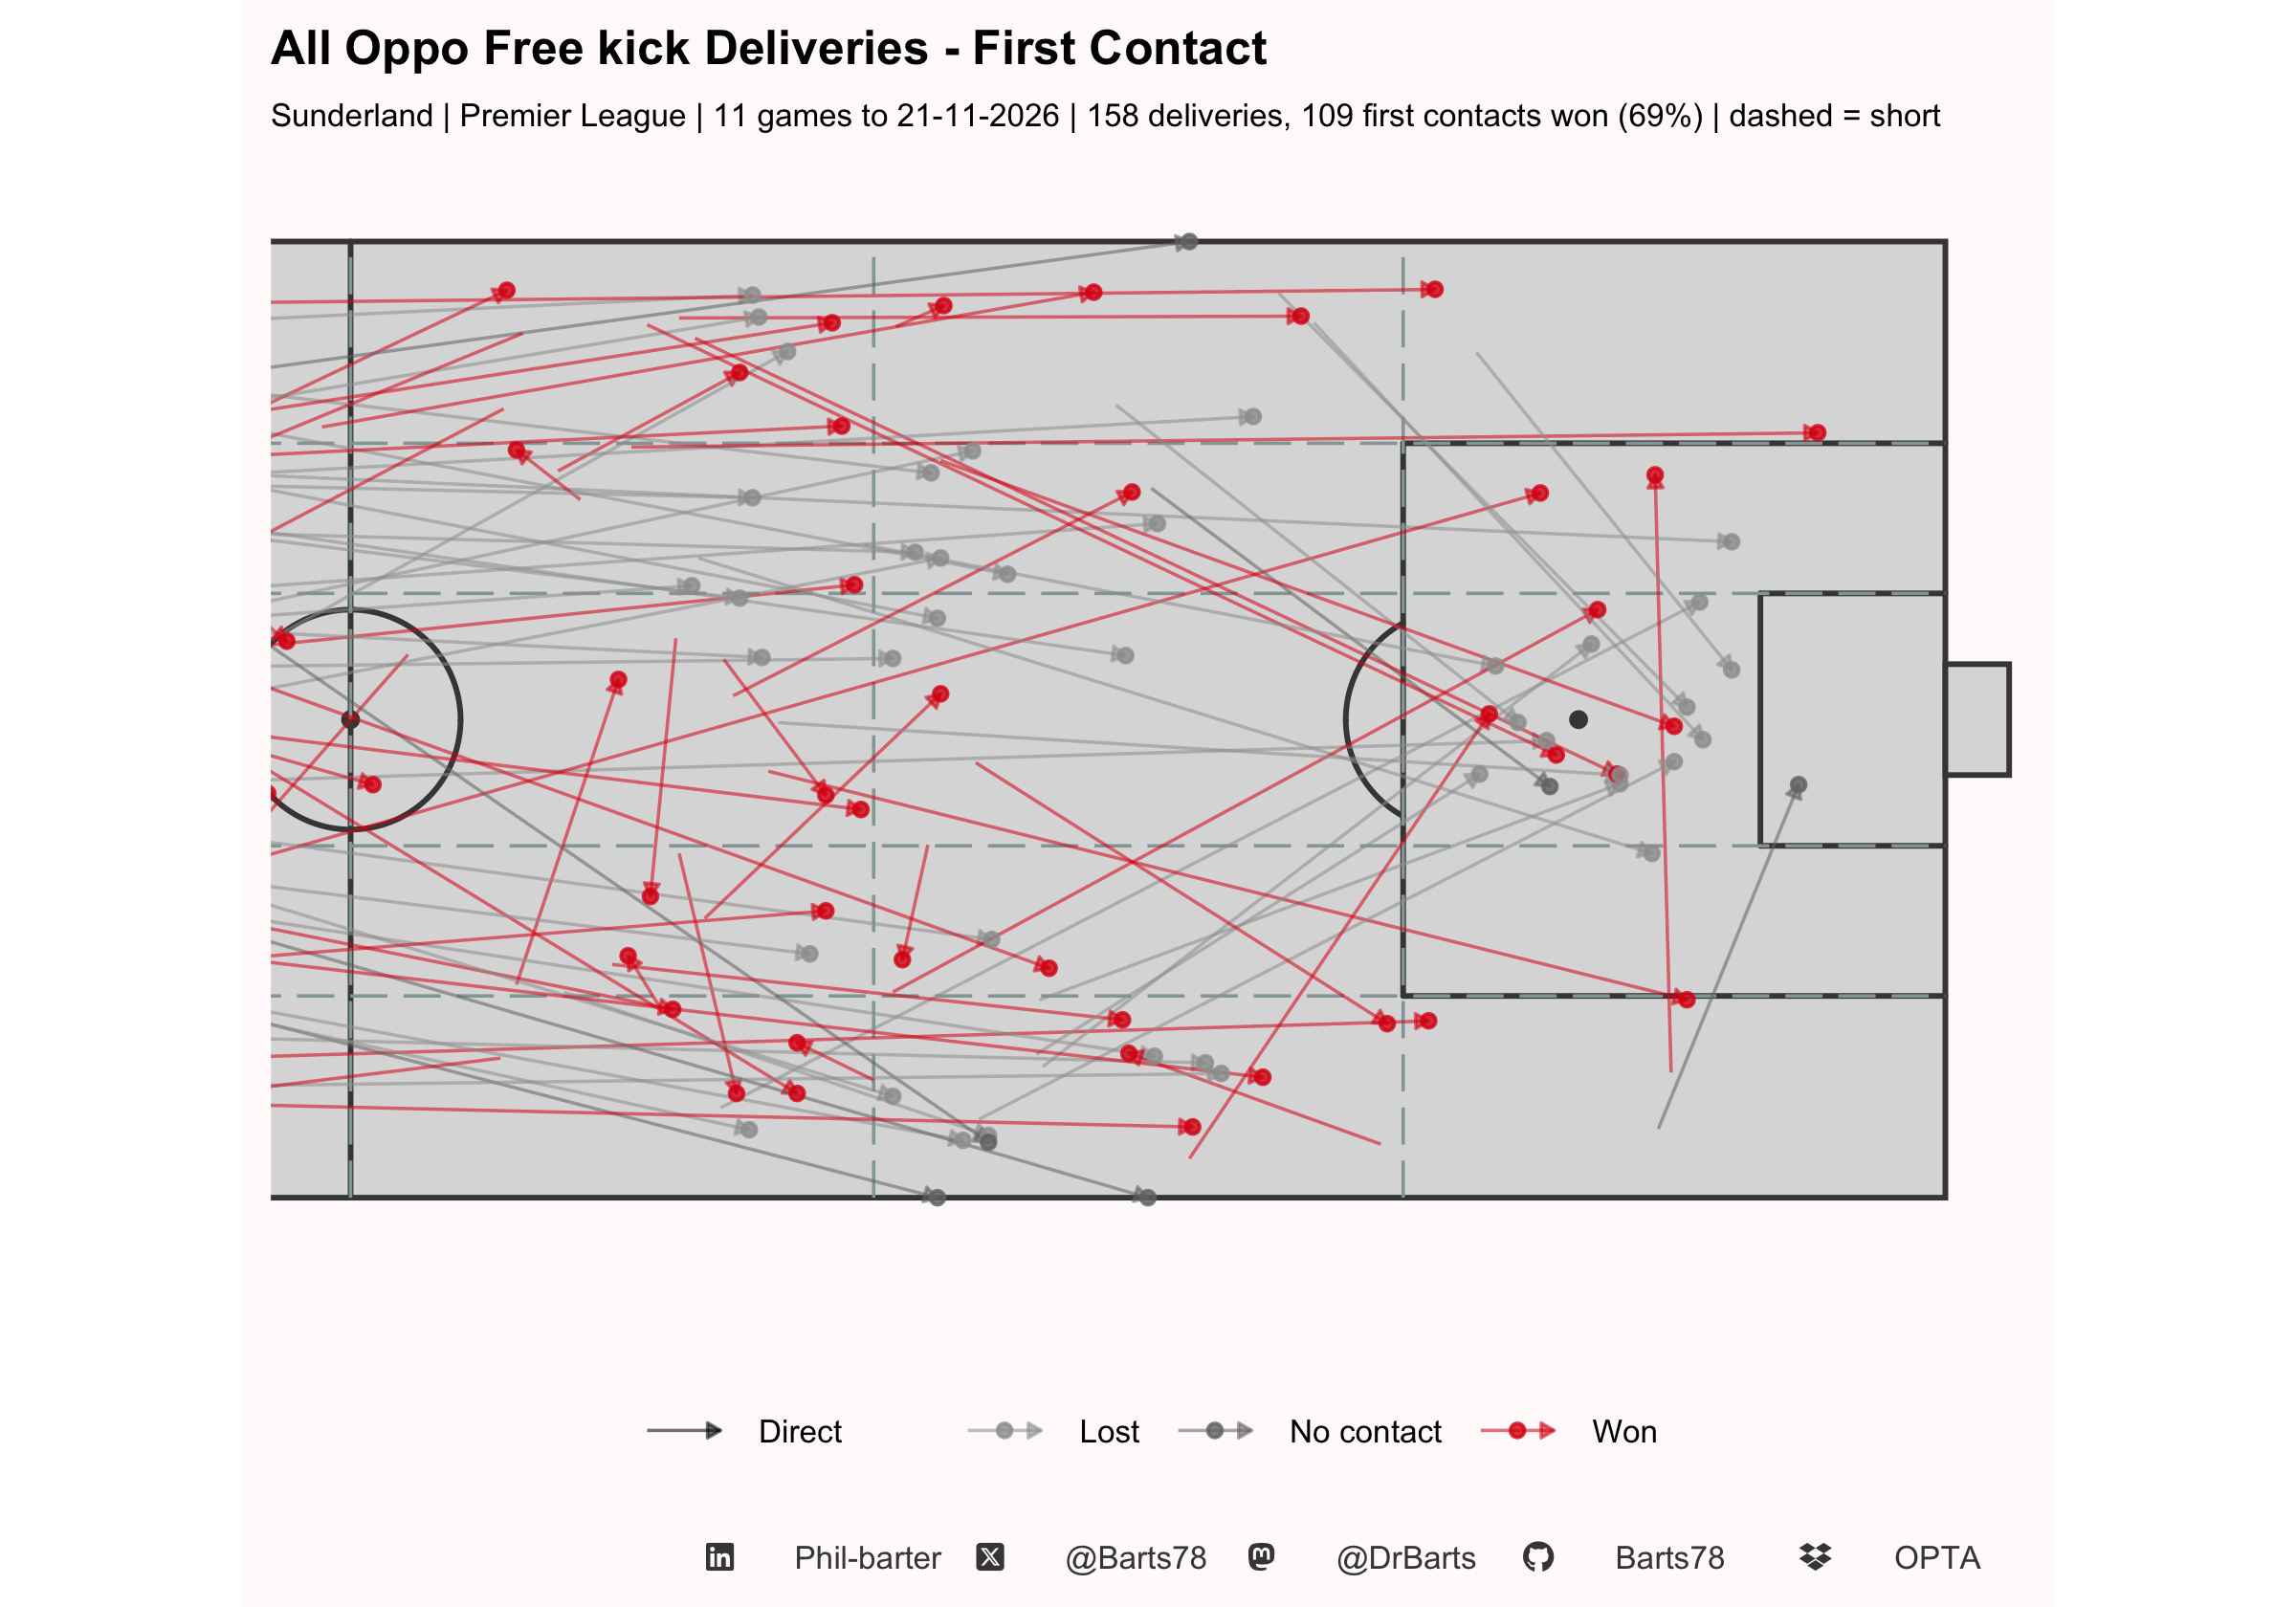 All Oppo Free kick Deliveries - First Contact
Sunderland | Premier League | 11 games to 21-11-2026 | 158 deliveries, 109 first contacts won (69%) | dashed = short
Direct Lost No contact Won
Phil-barter @Barts78 @DrBarts Barts78 OPTA